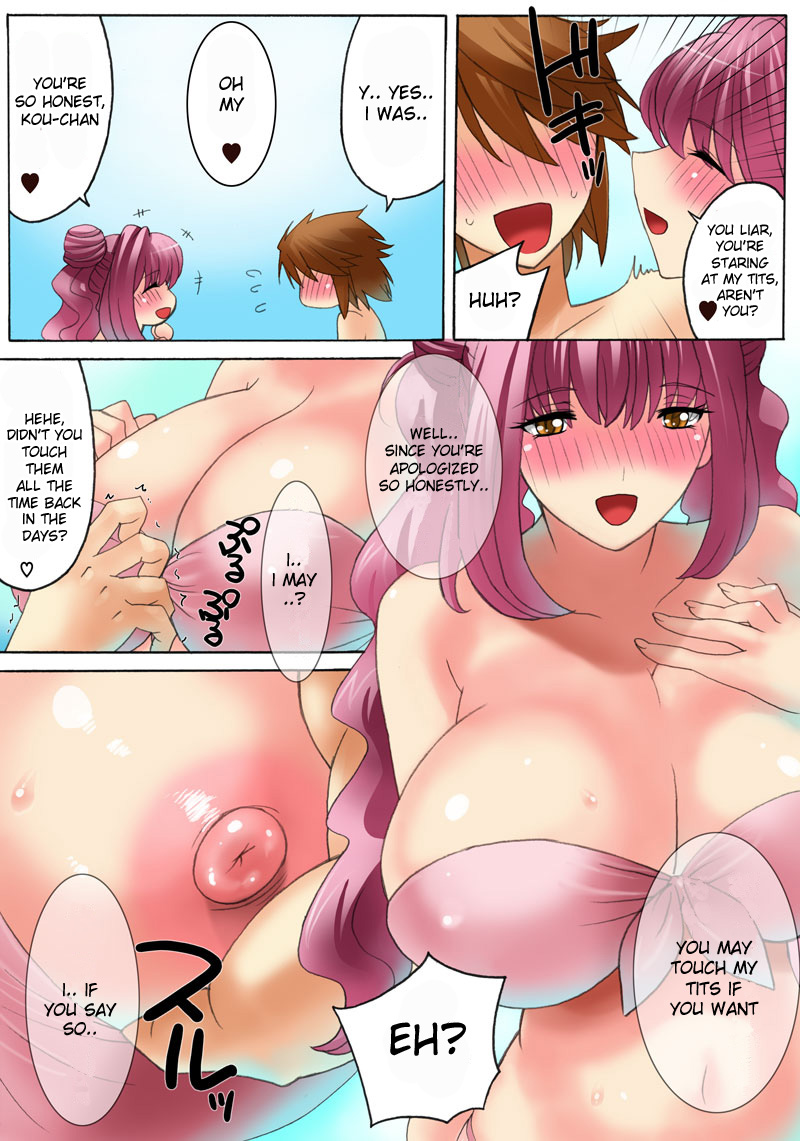 ドキッ
YOU LIAR,
YOU'RE
STARING
AT MY TITS,
AREN'T
YOU?
♥
HUH?
Y.. YES..
I WAS..
OH
MY
♥
YOU'RE
SO HONEST,
KOU-CHAN
♥
WELL..
SINCE YOU'RE
APOLOGIZED
SO HONESTLY..
YOU MAY
TOUCH MY
TITS IF
YOU WANT
EH?
I..
I MAY
..?
HEHE,
DIDN'T YOU
TOUCH
THEM
ALL THE
TIME BACK
IN THE
DAYS?
♡
I.. IF
YOU SAY
SO..
スルッ